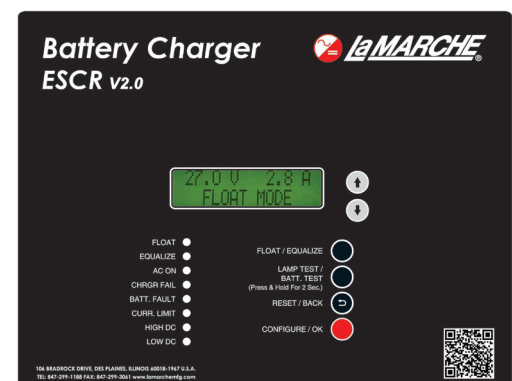 Battery Charger
ESCR V2.0
LaMARCHE®
27.0 V 2.8 A
FLOAT MODE
FLOAT
EQUALIZE
AC ON
CHRGR FAIL
BATT. FAULT
CURR. LIMIT
HIGH DC
LOW DC
FLOAT / EQUALIZE
LAMP TEST /
BATT. TEST
(Press & Hold For 2 Sec.)
RESET / BACK
CONFIGURE / OK
106 BRADROCK DRIVE, DES PLAINES, ILLINOIS 60018-1967 U.S.A.
TEL: 847-299-1188 FAX: 847-299-3061 www.lamarchemfg.com